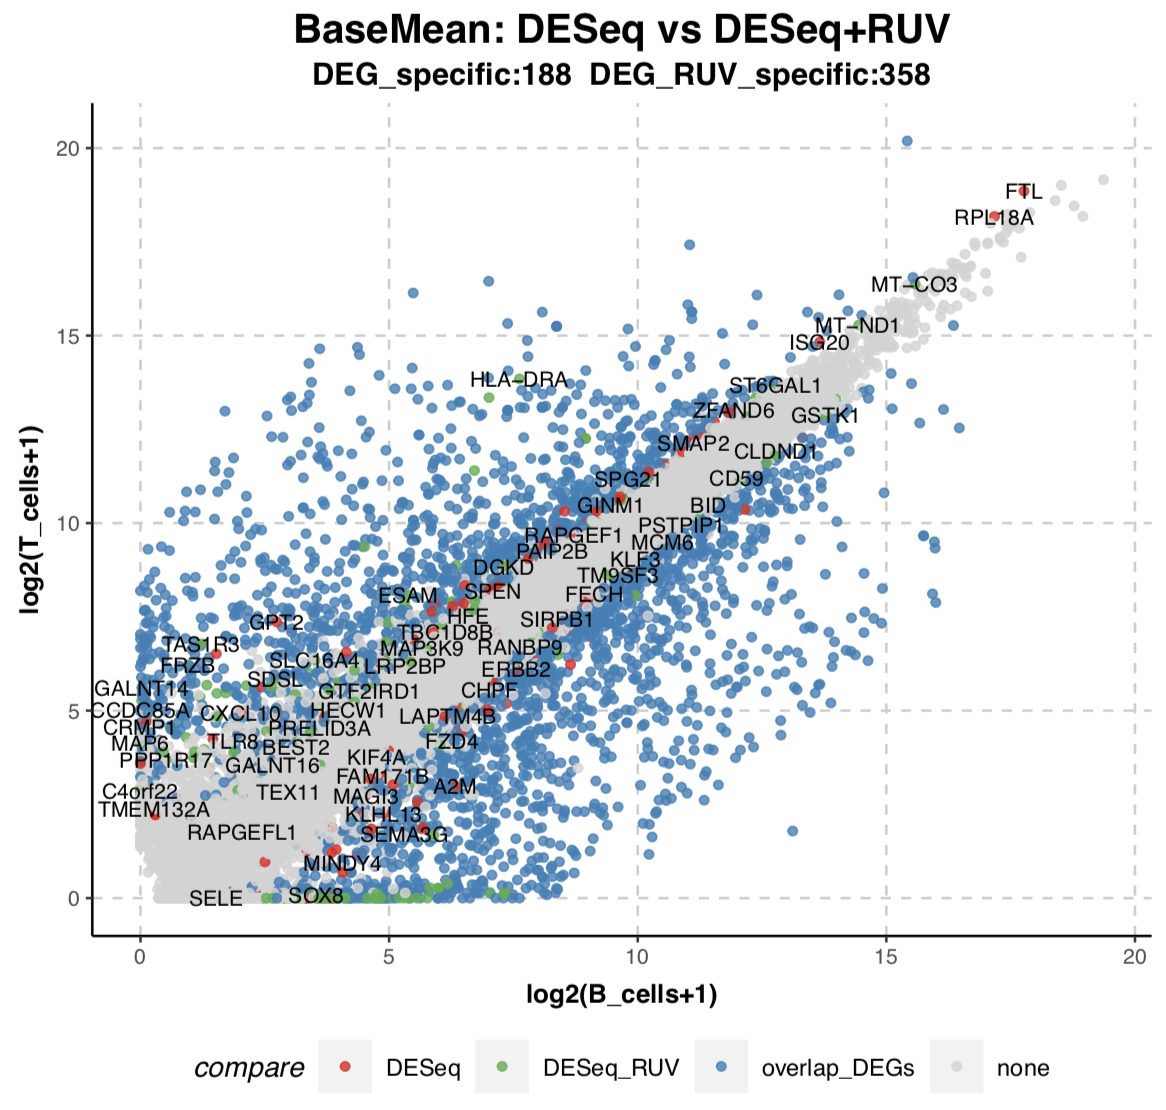 BaseMean: DESeq vs DESeq+RUV
DEG_specific:188 DEG_RUV_specific:358
log2(T_cells+1)
20
15
10
5
0
FTL
RPL18A
MT−CO3
MT−ND1
ISG20
HLA−DRA
ST6GAL1
ZFAND6
GSTK1
SMAP2
CLDND1
SPG21
CD59
GINM1
BID
PSTPIP1
RAPGEF1
MCM6
PAIP2B
KLF3
DGKD
TM9SF3
ESAM
SPEN
FECH
HFE
SIRPB1
GPT2
TBC1D8B
TAS1R3
MAP3K9
RANBP9
FRZB
SLC16A4
LRP2BP
ERBB2
SDSL
GALNT14
GTF2IRD1
CHPF
CCDC85A
CXCL10
HECW1
LAPTM4B
CRMP1
PRELID3A
MAP6
TLR8
BEST2
FZD4
PPP1R17
GALNT16
KIF4A
FAM171B
C4orf22
TEX11
MAGI3
A2M
TMEM132A
KLHL13
RAPGEFL1
SEMA3G
MINDY4
SELE
SOX8
0
5
10
15
20
log2(B_cells+1)
compare
DESeq
DESeq_RUV
overlap_DEGs
none